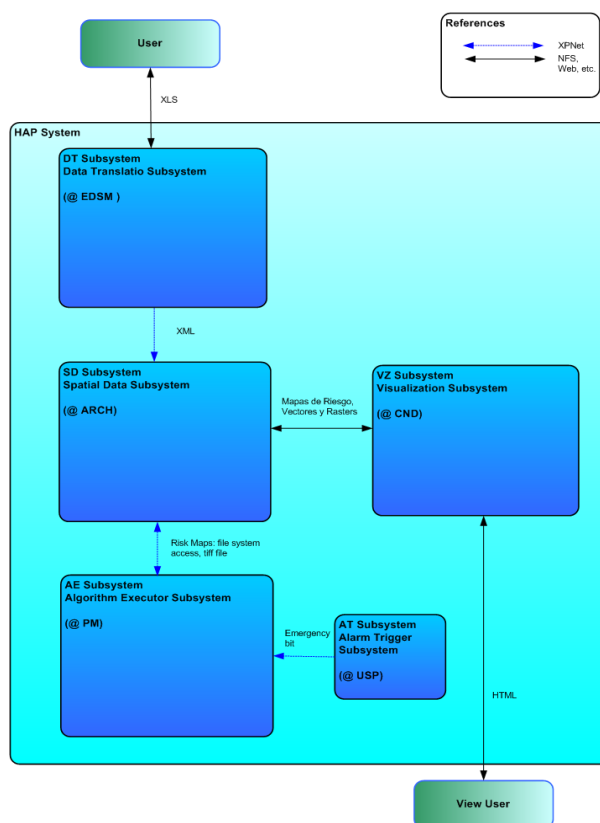 References
XPNet
NFS,
Web, etc.
User
XLS
HAP System
DT Subsystem
Data Translatio Subsystem
(@ EDSM )
XML
SD Subsystem
Spatial Data Subsystem
(@ ARCH)
Mapas de Riesgo,
Vectores y Rasters
VZ Subsystem
Visualization Subsystem
(@ CND)
Risk Maps: file system
access, tiff file
AE Subsystem
Algorithm Executor Subsystem
(@ PM)
Emergency
bit
AT Subsystem
Alarm Trigger
Subsystem
(@ USP)
HTML
View User